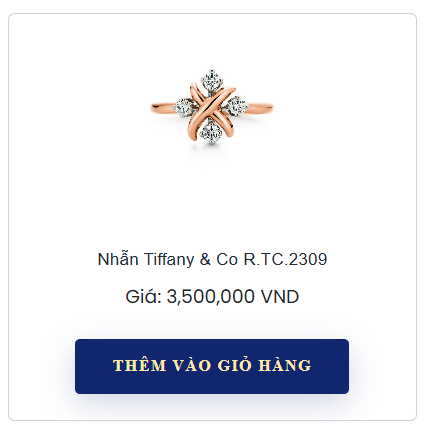 Nhẫn Tiffany & Co R.TC.2309
Giá: 3,500,000 VND
THÊM VÀO GIỎ HÀNG